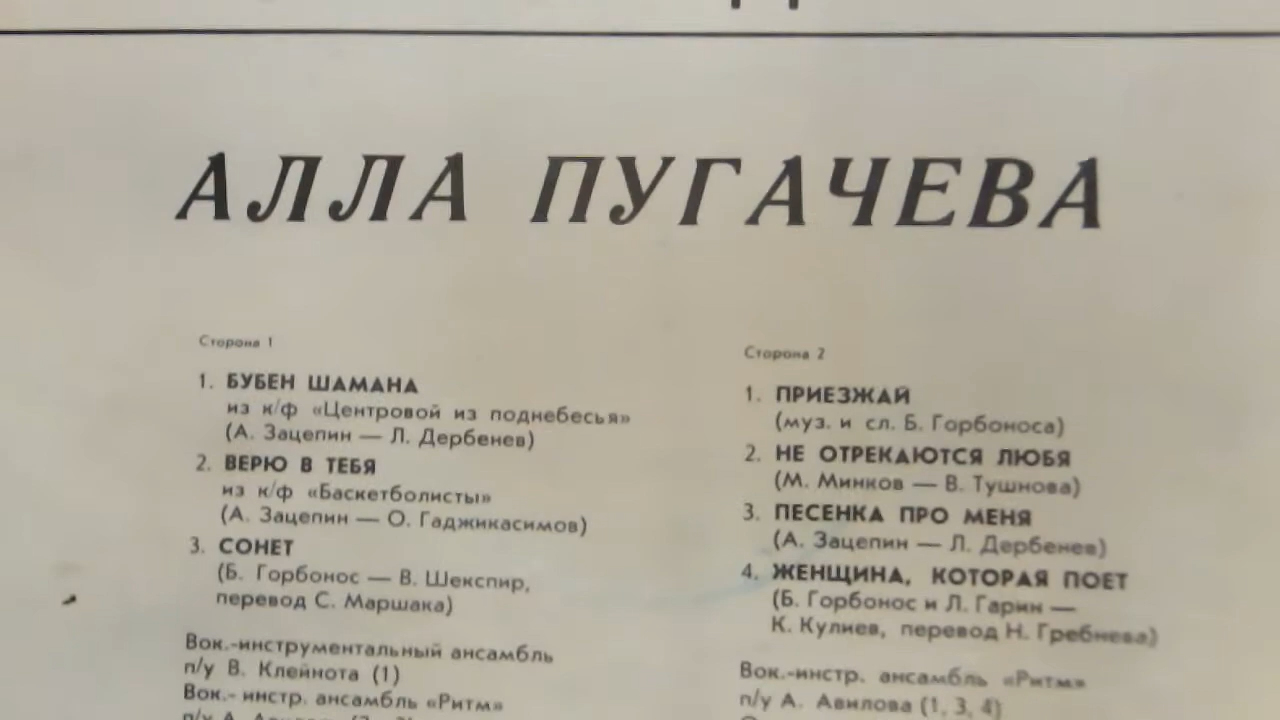 АЛЛА ПУГАЧЕВА
Сторона 1
1. БУБЕН ШАМАНА
из к/ф «Центровой из поднебесья»
(А. Зацепин — Л. Дербенев)
2. ВЕРЮ В ТЕБЯ
из к/ф «Баскетболисты»
(А. Зацепин — О. Гаджикасимов)
3. СОНЕТ
(Б. Горбонос — В. Шекспир,
перевод С. Маршака)
Вок.-инструментальный ансамбль
п/у В. Клейнота (1)
Вок.- инстр. ансамбль «Ритм»
п/у А.
Сторона 2
1. ПРИЕЗЖАЙ
(муз. и сл. Б. Горбоноса)
2. НЕ ОТРЕКАЮТСЯ ЛЮБЯ
(М. Минков — В. Тушнова)
3. ПЕСЕНКА ПРО МЕНЯ
(А. Зацепин — Л. Дербенев)
4. ЖЕНЩИНА, КОТОРАЯ ПОЕТ
(Б. Горбонос и Л. Гарин —
К. Кулиев, перевод Н. Гребнева)
Вок.-инстр. ансамбль «Ритм»
п/у А. Авилова (1, 3, 4)